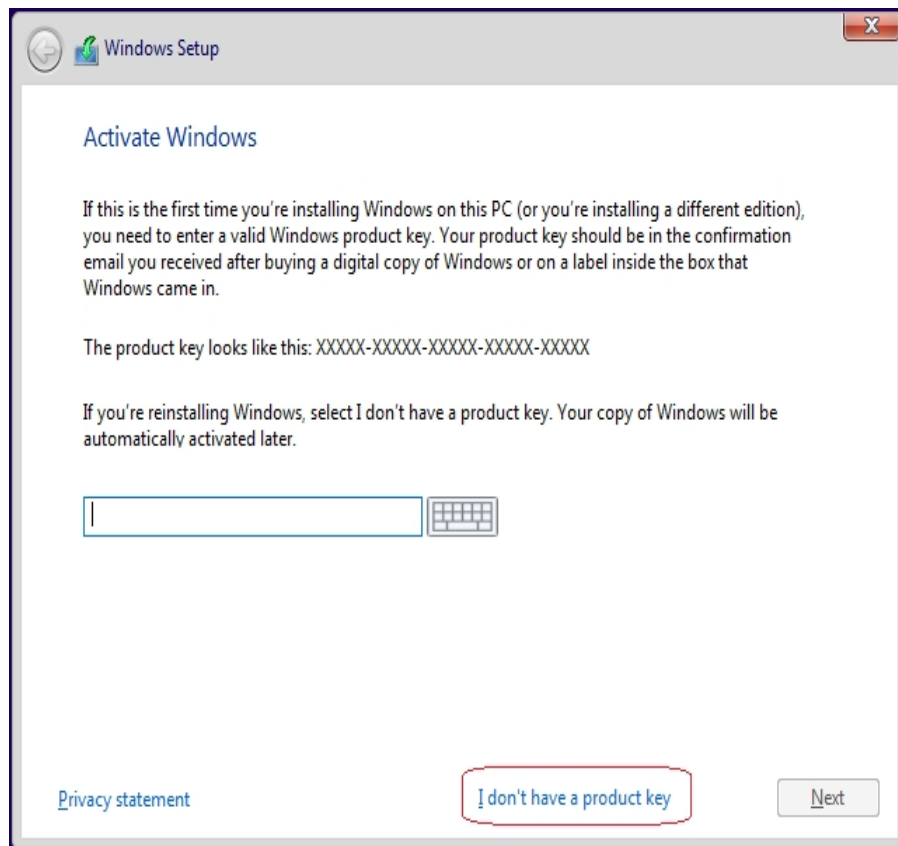 Windows Setup
X
Activate Windows
If this is the first time you're installing Windows on this PC (or you're installing a different edition),
you need to enter a valid Windows product key. Your product key should be in the confirmation
email you received after buying a digital copy of Windows or on a label inside the box that
Windows came in.
The product key looks like this: XXXXX-XXXXX-XXXXX-XXXXX-XXXXX
If you're reinstalling Windows, select I don't have a product key. Your copy of Windows will be
automatically activated later.
Privacy statement
I don't have a product key
Next